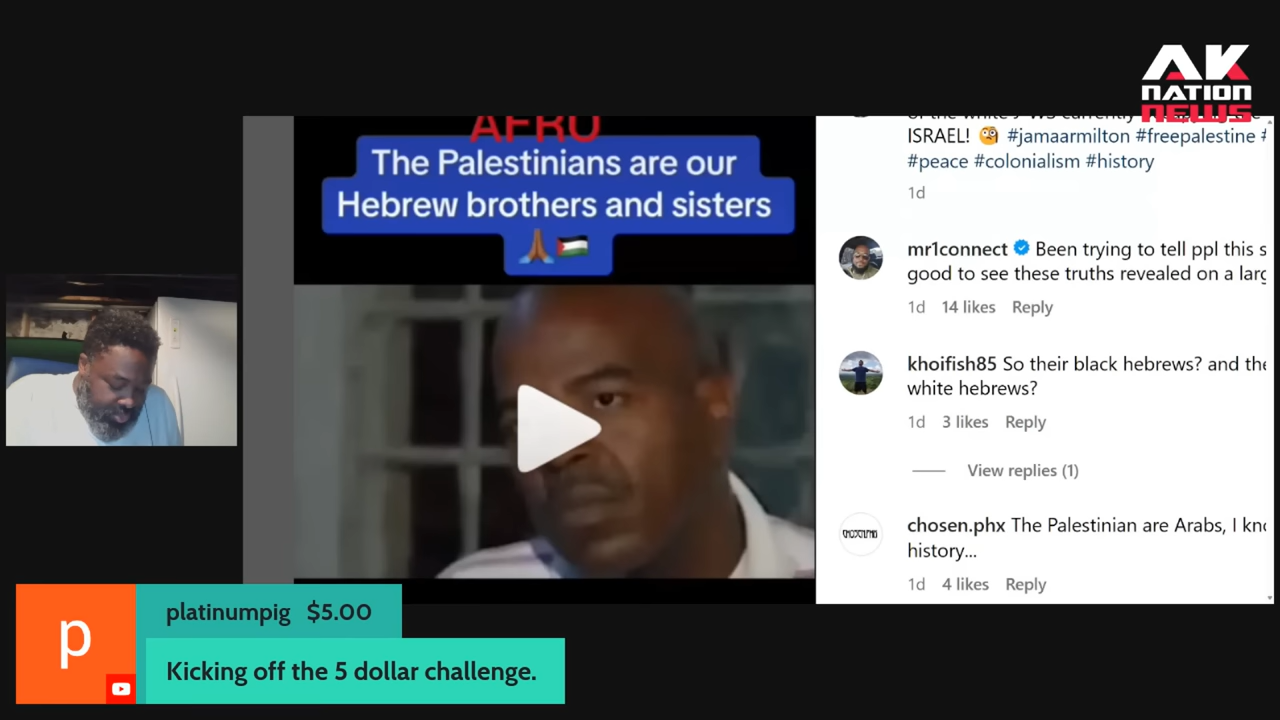 AK
NATION
NEWS
AFRO
The Palestinians are our
Hebrew brothers and sisters
ISRAEL! 🧐 #jamaarmilton #freepalestine #
#peace #colonialism #history
1d
mr1connect Been trying to tell ppl this s
good to see these truths revealed on a larg
1d 14 likes Reply
khoifish85 So their black hebrews? and the
white hebrews?
1d 3 likes Reply
View replies (1)
chosen.phx The Palestinian are Arabs, I kno
history...
1d 4 likes Reply
p
platinumpig $5.00
Kicking off the 5 dollar challenge.